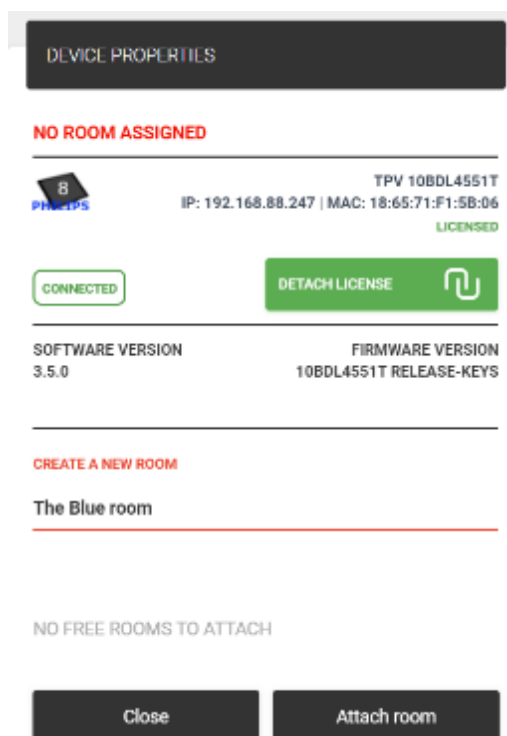 DEVICE PROPERTIES
NO ROOM ASSIGNED
8
PHILIPS
TPV 10BDL4551T
IP: 192.168.88.247 | MAC: 18:65:71:F1:5B:06
LICENSED
CONNECTED
DETACH LICENSE
SOFTWARE VERSION
3.5.0
FIRMWARE VERSION
10BDL4551T RELEASE-KEYS
CREATE A NEW ROOM
The Blue room
NO FREE ROOMS TO ATTACH
Close
Attach room